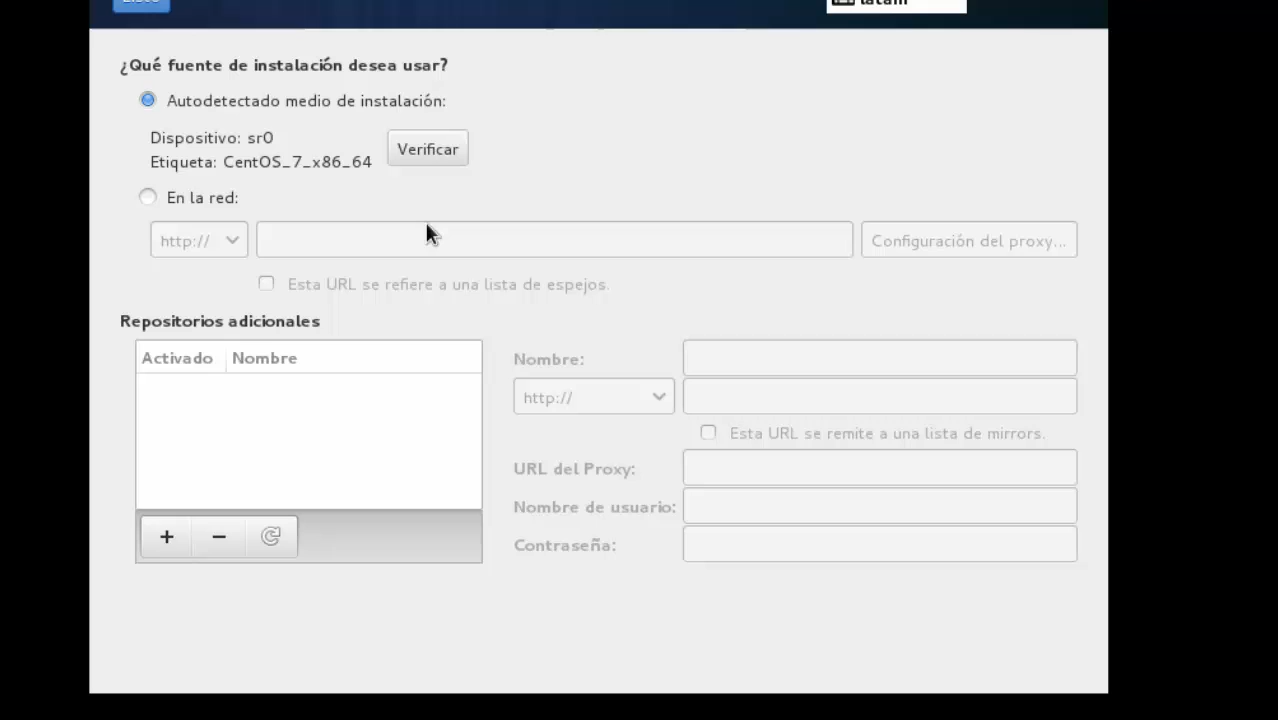 Listo
latam
¿Qué fuente de instalación desea usar?
Autodetectado medio de instalación:
Dispositivo: sr0
Etiqueta: CentOS_7_x86_64
Verificar
En la red:
http://
Configuración del proxy...
Esta URL se refiere a una lista de espejos.
Repositorios adicionales
Activado Nombre
Nombre:
http://
Esta URL se remite a una lista de mirrors.
URL del Proxy:
Nombre de usuario:
Contraseña: